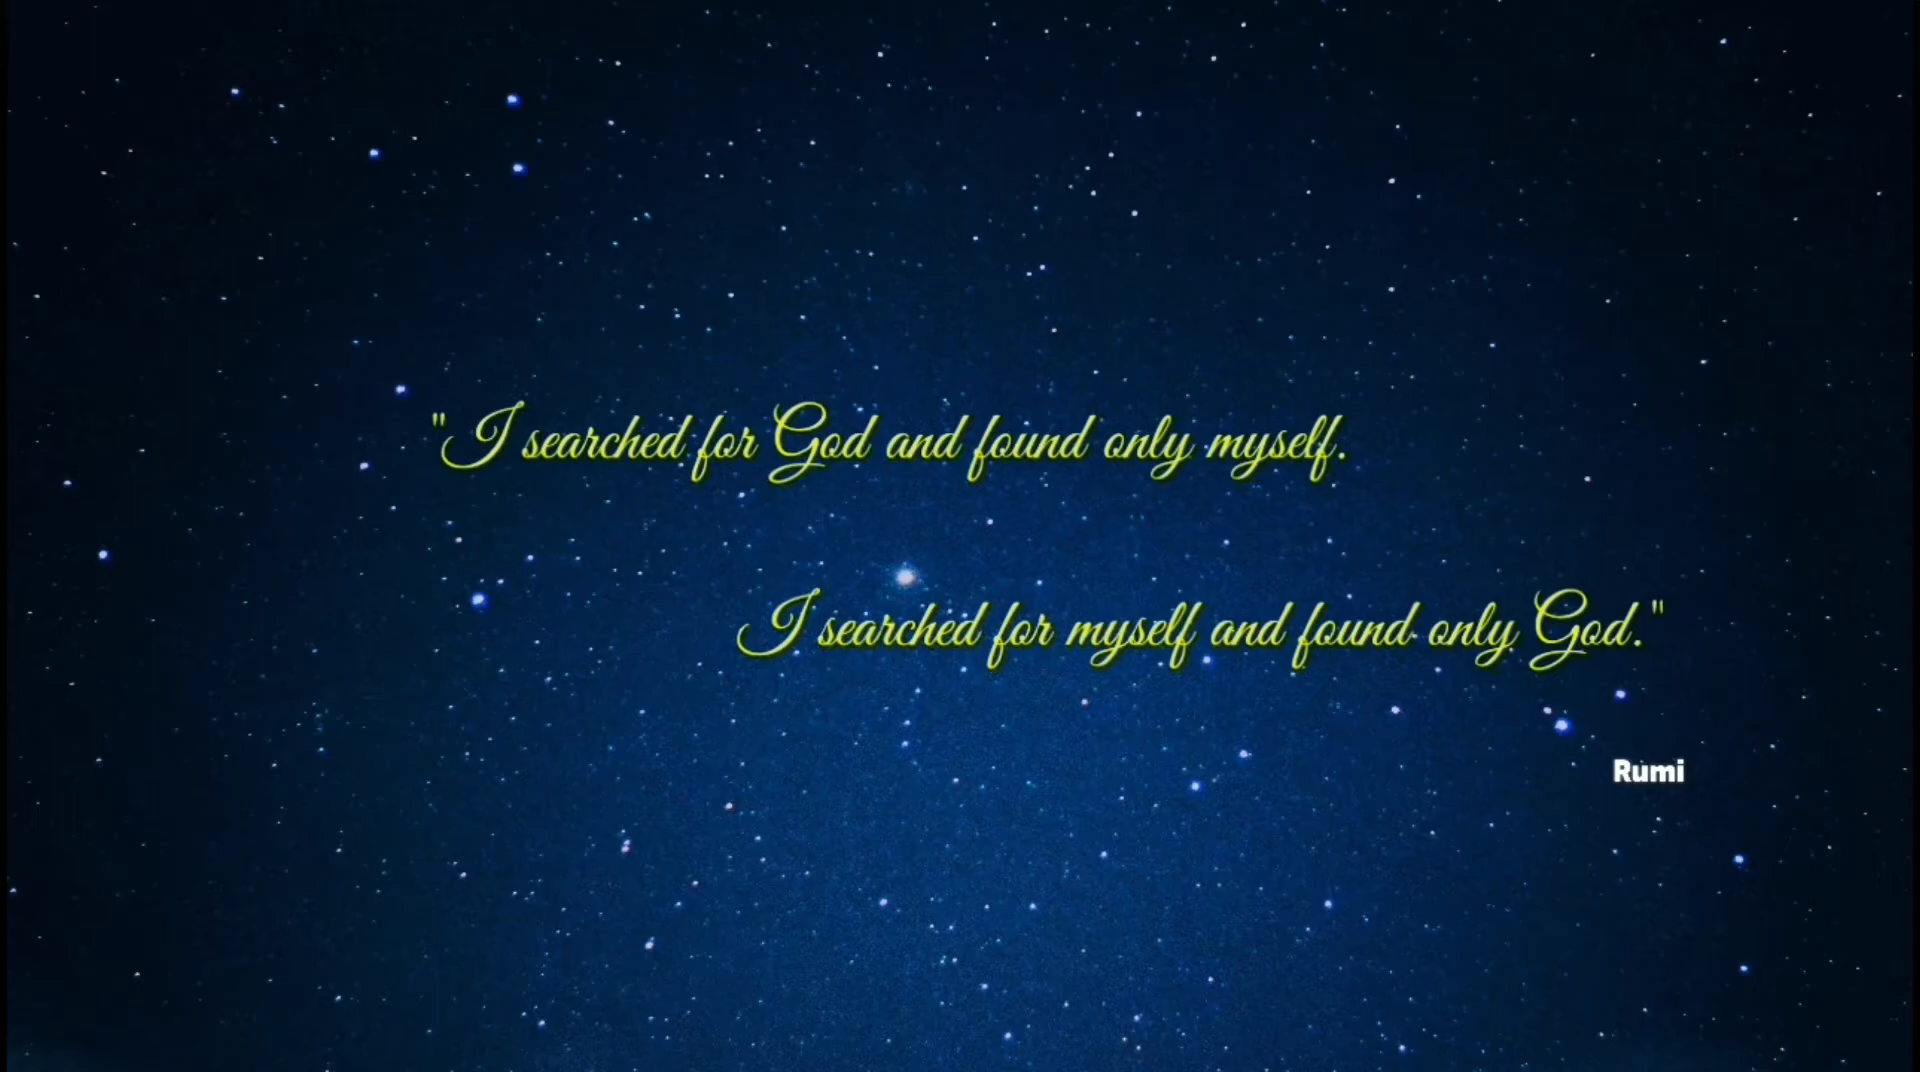 "I searched for God and found only myself.
I searched for myself and found only God."
Rumi